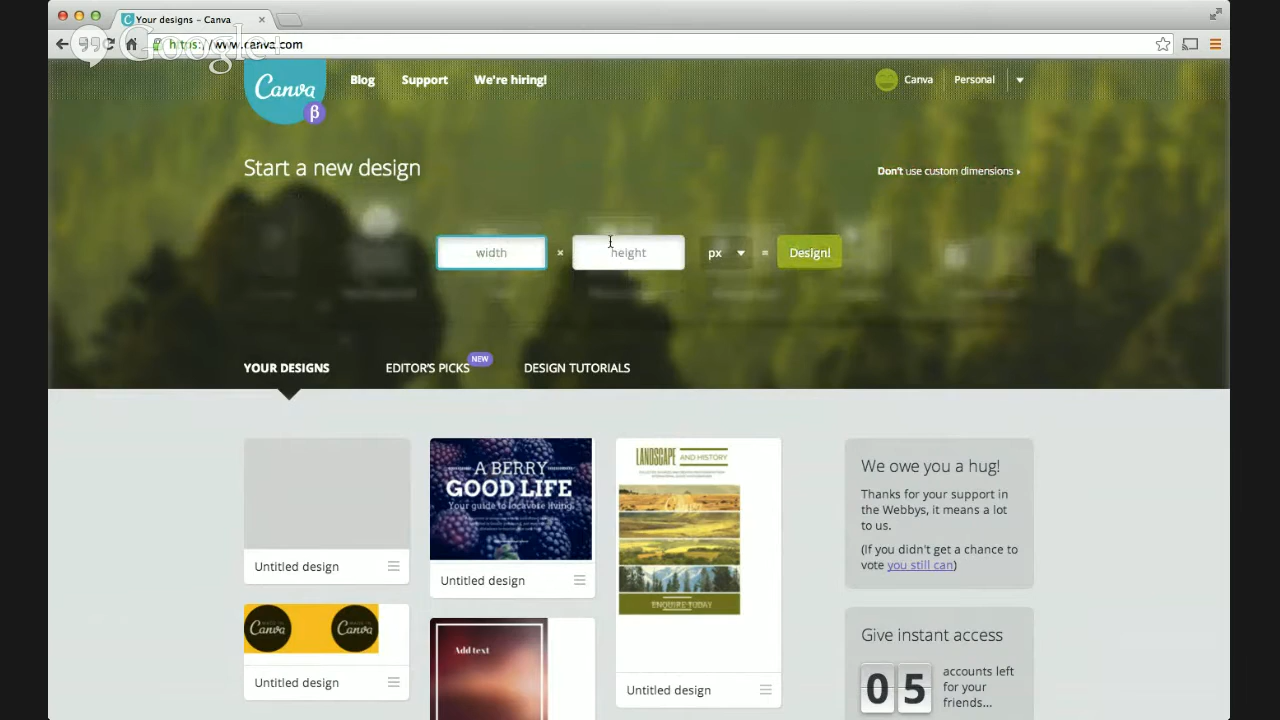 Your designs – Canva
Google+
https://www.canva.com
Canva
β
Blog
Support
We're hiring!
Canva
Personal
Start a new design
Don't use custom dimensions
width
×
height
px
=
Design!
YOUR DESIGNS
EDITOR'S PICKS
NEW
DESIGN TUTORIALS
A BERRY
GOOD LIFE
Your guide to locavore living.
Untitled design
Untitled design
LANDSCAPE AND HISTORY
ENQUIRE TODAY
Untitled design
Canva
Canva
Untitled design
Add text
We owe you a hug!
Thanks for your support in
the Webbys, it means a lot
to us.
(If you didn't get a chance to
vote you still can)
Give instant access
05
accounts left
for your
friends...